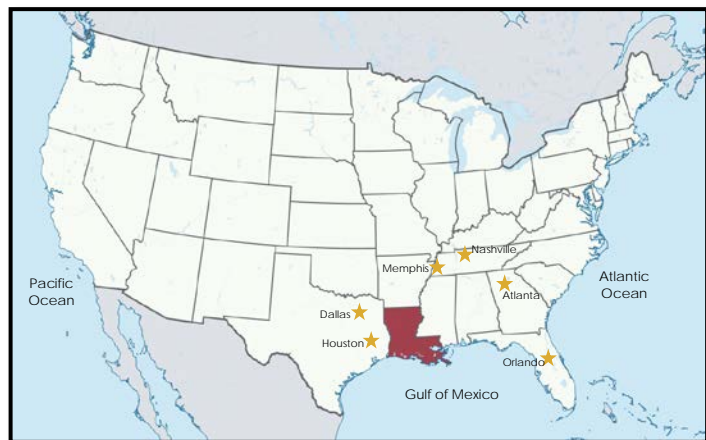 Nashville
Memphis
Pacific
Ocean
Atlantic
Ocean
Atlanta
Dallas
Houston
Orlando
Gulf of Mexico